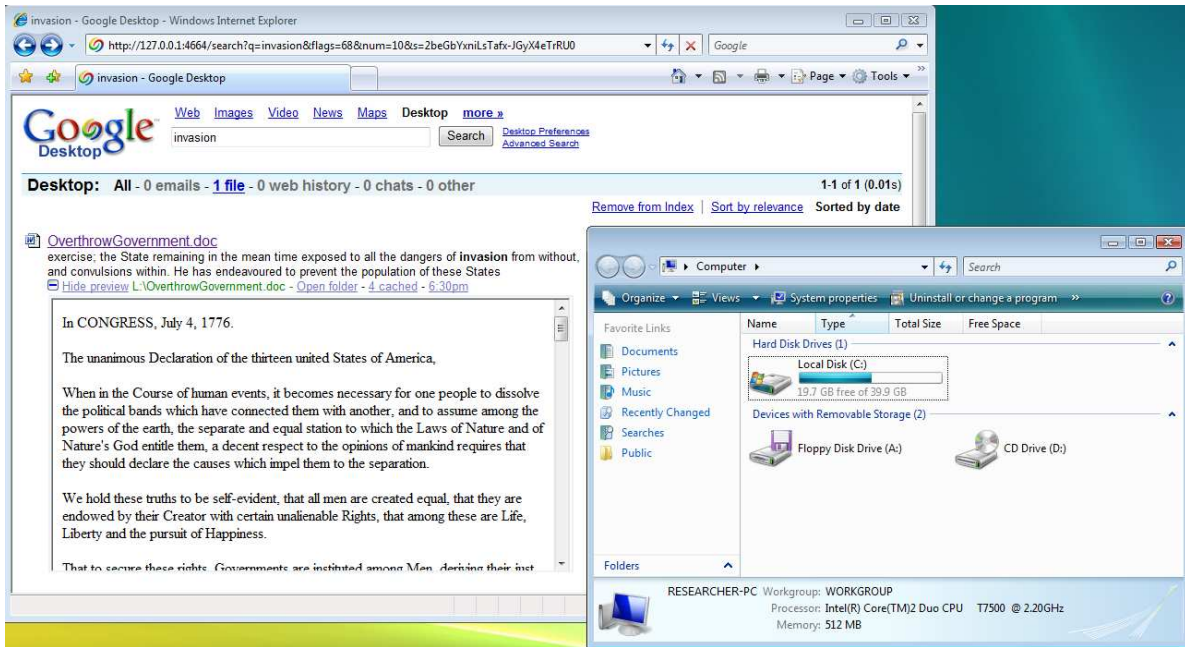 invasion - Google Desktop - Windows Internet Explorer
http://127.0.0.1:4664/search?q=invasion&flags=68&num=10&s=2beGbYxniLsTafx-JGyX4eTrRU0
Google
invasion - Google Desktop
Page Tools »
Web Images Video News Maps Desktop more »
Google Desktop
invasion Search Desktop Preferences
Advanced Search
Desktop: All - 0 emails - 1 file - 0 web history - 0 chats - 0 other 1-1 of 1 (0.01s)
Remove from Index | Sort by relevance Sorted by date
OverthrowGovernment.doc
exercise; the State remaining in the mean time exposed to all the dangers of invasion from without,
and convulsions within. He has endeavoured to prevent the population of these States
Hide preview L:\OverthrowGovernment.doc - Open folder - 4 cached - 6:30pm
In CONGRESS, July 4, 1776.
The unanimous Declaration of the thirteen united States of America,
When in the Course of human events, it becomes necessary for one people to dissolve
the political bands which have connected them with another, and to assume among the
powers of the earth, the separate and equal station to which the Laws of Nature and of
Nature's God entitle them, a decent respect to the opinions of mankind requires that
they should declare the causes which impel them to the separation.
We hold these truths to be self-evident, that all men are created equal, that they are
endowed by their Creator with certain unalienable Rights, that among these are Life,
Liberty and the pursuit of Happiness.
That to secure these rights, Governments are instituted among Men, deriving their just
Computer
Search
Organize Views System properties Uninstall or change a program »
Favorite Links
Documents
Pictures
Music
Recently Changed
Searches
Public
Folders
Name Type Total Size Free Space
Hard Disk Drives (1)
Local Disk (C:)
19.7 GB free of 39.9 GB
Devices with Removable Storage (2)
Floppy Disk Drive (A:) CD Drive (D:)
RESEARCHER-PC Workgroup: WORKGROUP
Processor: Intel(R) Core(TM)2 Duo CPU T7500 @ 2.20GHz
Memory: 512 MB